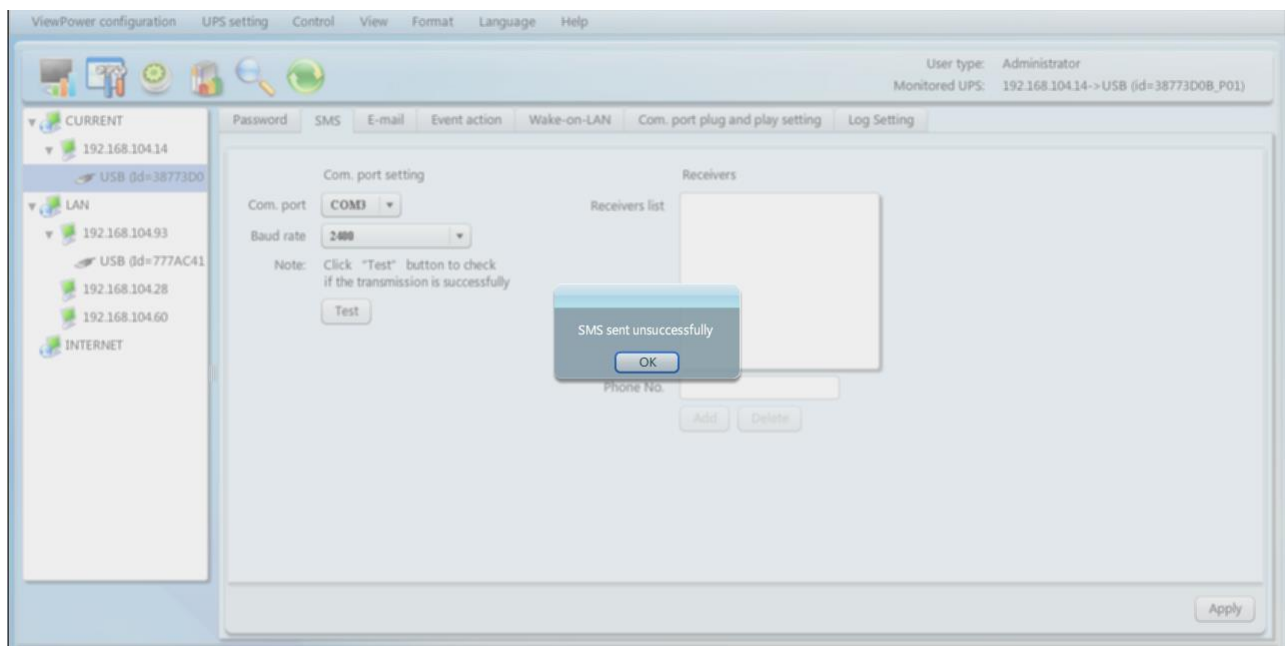 ViewPower configuration UPS setting Control View Format Language Help
User type: Administrator
Monitored UPS: 192.168.104.14->USB (id=38773D0B_P01)
CURRENT
192.168.104.14
USB (Id=38773D0
LAN
192.168.104.93
USB (Id=777AC41
192.168.104.28
192.168.104.60
INTERNET
Password SMS E-mail Event action Wake-on-LAN Com. port plug and play setting Log Setting
Com. port setting Receivers
Com. port COM3 Receivers list
Baud rate 2400
Note: Click "Test" button to check
if the transmission is successfully
Test
SMS sent unsuccessfully
OK
Phone No.
Add Delete
Apply